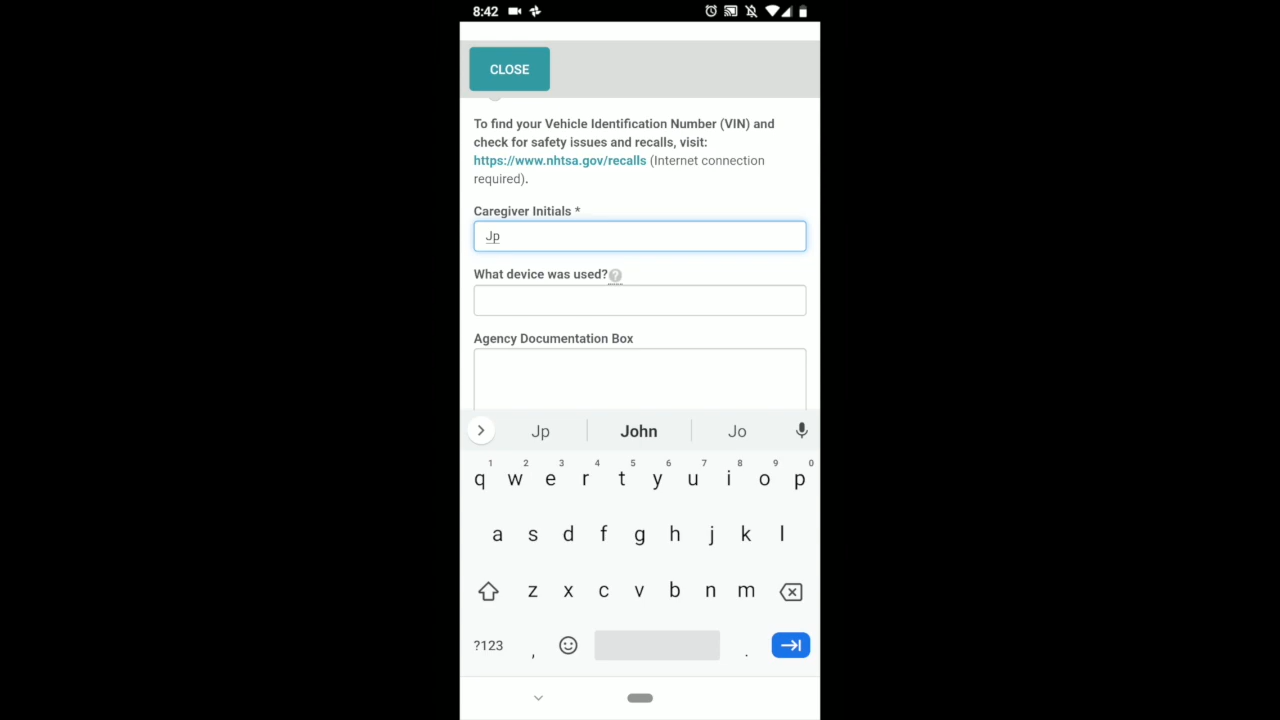 8:42
CLOSE
To find your Vehicle Identification Number (VIN) and
check for safety issues and recalls, visit:
https://www.nhtsa.gov/recalls (Internet connection
required).
Caregiver Initials *
Jp
What device was used? ?
Agency Documentation Box
Jp John Jo
1 2 3 4 5 6 7 8 9 0
q w e r t y u i o p
a s d f g h j k l
z x c v b n m
?123 , .